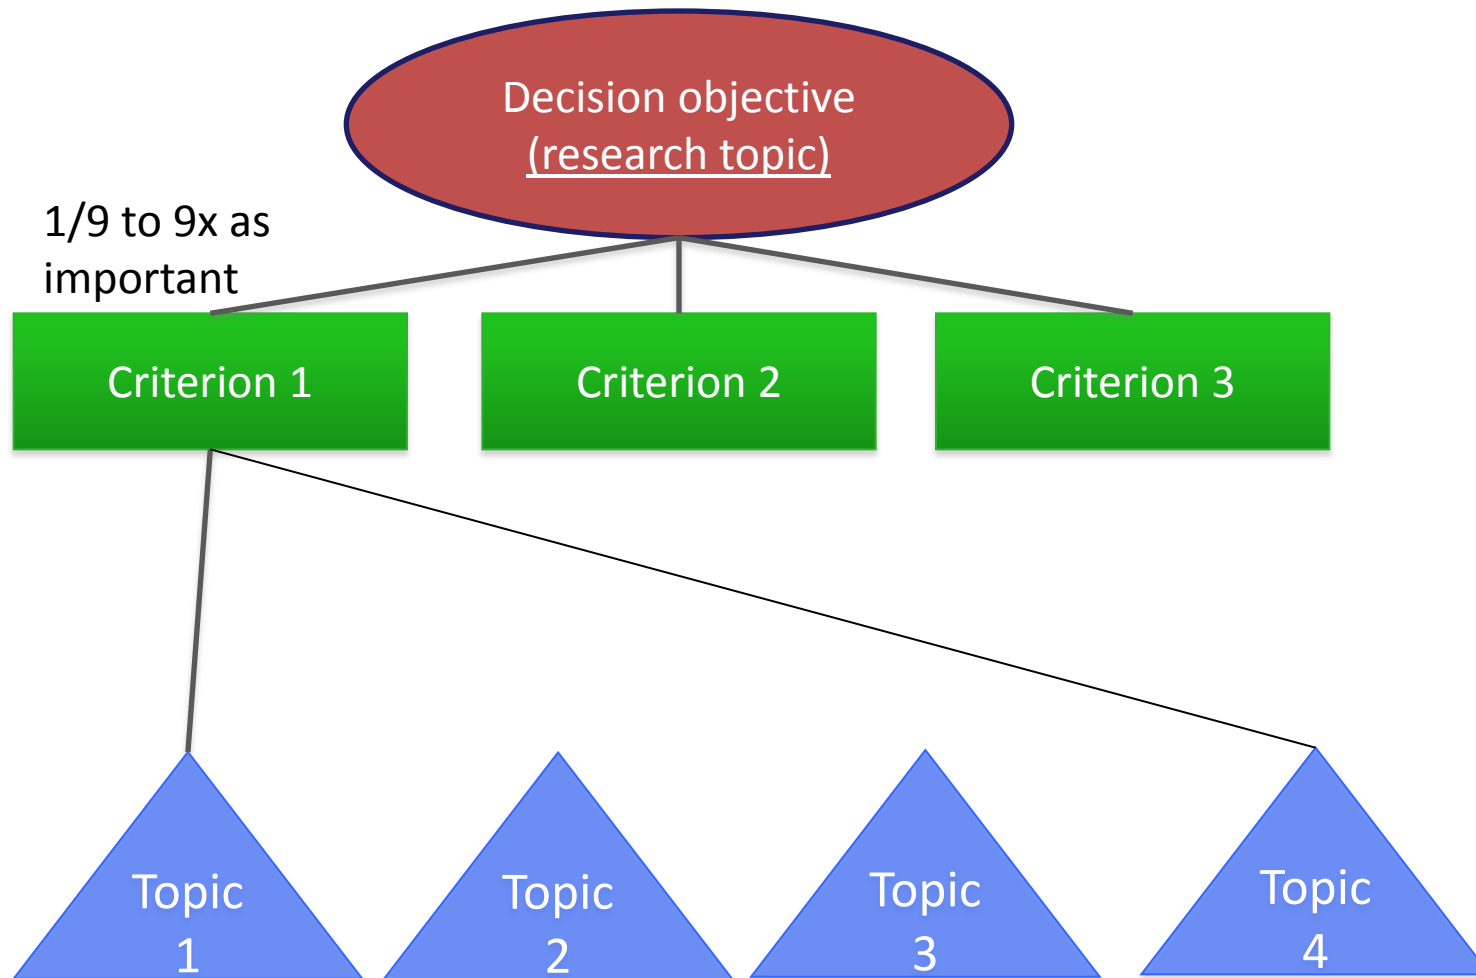 Decision objective
(research topic)
1/9 to 9x as
important
Criterion 1
Criterion 2
Criterion 3
Topic
1
Topic
2
Topic
3
Topic
4